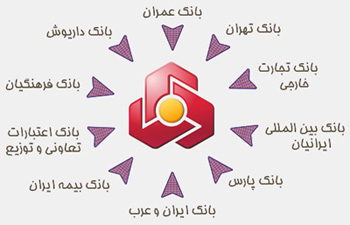 بانک عمران
بانک تهران
بانک داریوش
بانک تجارت
خارجی
بانک فرهنگیان
بانک بین المللی
ایرانیان
بانک اعتبارات
تعاونی و توزیع
بانک پارس
بانک بیمه ایران
بانک ایران و عرب